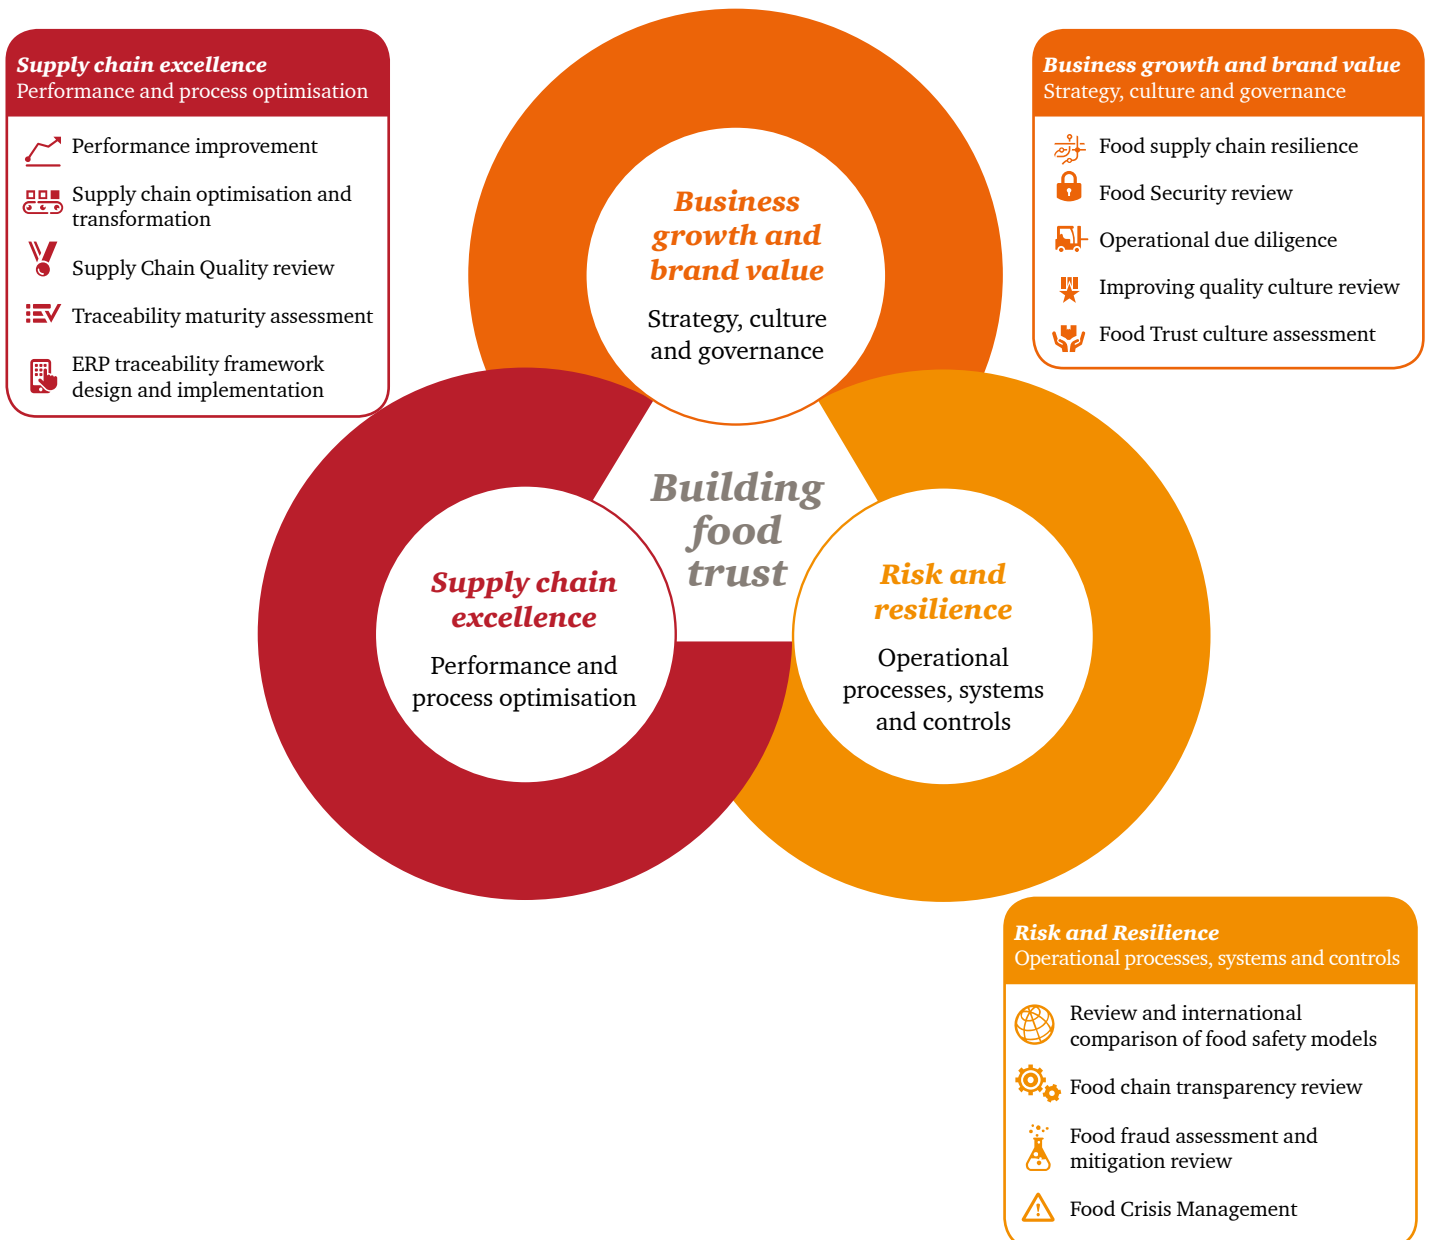 Supply chain excellence
Performance and process optimisation
Performance improvement
Supply chain optimisation and
transformation
Supply Chain Quality review
Traceability maturity assessment
ERP traceability framework
design and implementation
Business
growth and
brand value
Strategy, culture
and governance
Business growth and brand value
Strategy, culture and governance
Food supply chain resilience
Food Security review
Operational due diligence
Improving quality culture review
Food Trust culture assessment
Building
food
trust
Supply chain
excellence
Performance and
process optimisation
Risk and
resilience
Operational
processes, systems
and controls
Risk and Resilience
Operational processes, systems and controls
Review and international
comparison of food safety models
Food chain transparency review
Food fraud assessment and
mitigation review
Food Crisis Management